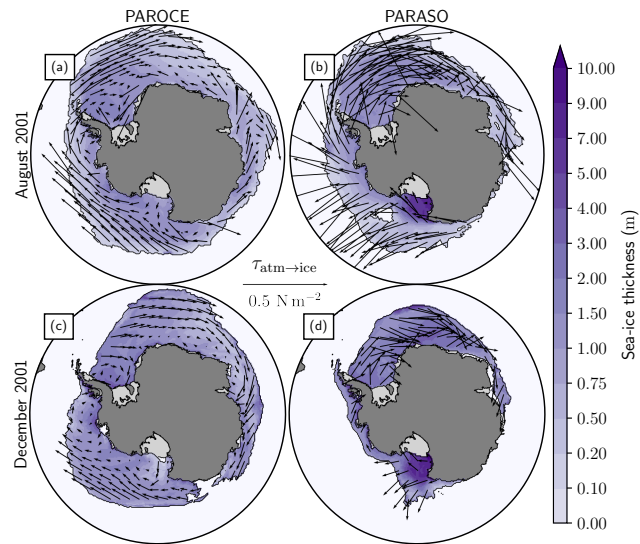 PAROCE
PARASO
(a)
(b)
August 2001
τatm→ice
0.5 N m−2
(c)
(d)
December 2001
10.00
9.00
7.00
5.00
4.00
3.00
2.00
1.00
0.75
0.50
0.20
0.10
0.00
Sea-ice thickness (m)